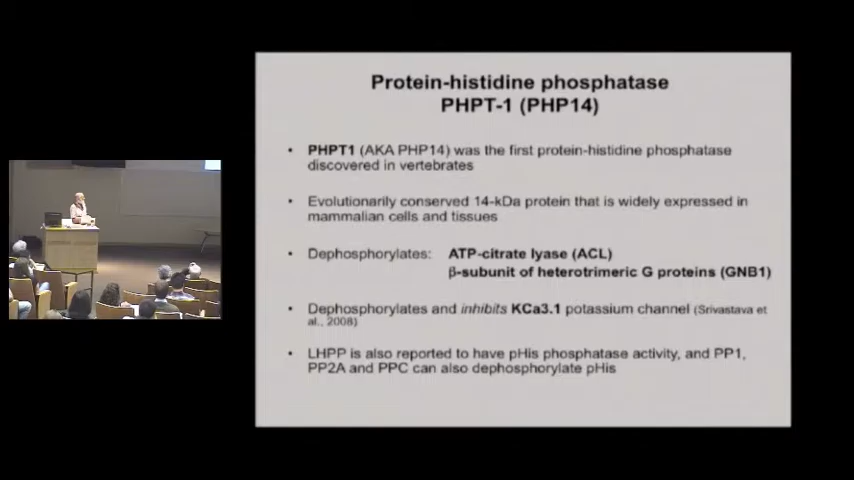 Protein-histidine phosphatase
PHPT-1 (PHP14)
• PHPT1 (AKA PHP14) was the first protein-histidine phosphatase
discovered in vertebrates
• Evolutionarily conserved 14-kDa protein that is widely expressed in
mammalian cells and tissues
• Dephosphorylates: ATP-citrate lyase (ACL)
β-subunit of heterotrimeric G proteins (GNB1)
• Dephosphorylates and inhibits KCa3.1 potassium channel (Srivastava et
al., 2008)
• LHPP is also reported to have pHis phosphatase activity, and PP1,
PP2A and PPC can also dephosphorylate pHis